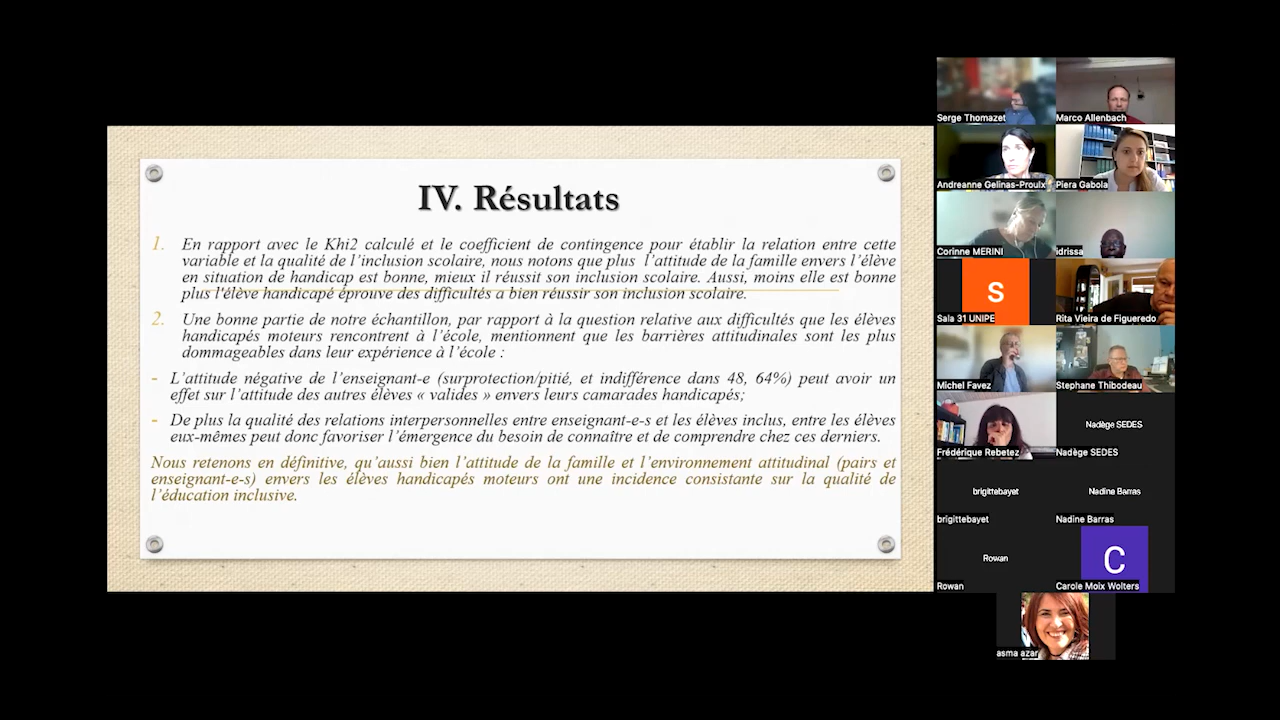 IV. Résultats
1. En rapport avec le Khi2 calculé et le coefficient de contingence pour établir la relation entre cette
variable et la qualité de l'inclusion scolaire, nous notons que plus l'attitude de la famille envers l'élève
en situation de handicap est bonne, mieux il réussit son inclusion scolaire. Aussi, moins elle est bonne
plus l'élève handicapé éprouve des difficultés a bien réussir son inclusion scolaire.
2. Une bonne partie de notre échantillon, par rapport à la question relative aux difficultés que les élèves
handicapés moteurs rencontrent à l'école, mentionnent que les barrières attitudinales sont les plus
dommageables dans leur expérience à l'école :
- L'attitude négative de l'enseignant-e (surprotection/pitié, et indifférence dans 48, 64%) peut avoir un
effet sur l'attitude des autres élèves « valides » envers leurs camarades handicapés;
- De plus la qualité des relations interpersonnelles entre enseignant-e-s et les élèves inclus, entre les élèves
eux-mêmes peut donc favoriser l'émergence du besoin de connaître et de comprendre chez ces derniers.
Nous retenons en définitive, qu'aussi bien l'attitude de la famille et l'environnement attitudinal (pairs et
enseignant-e-s) envers les élèves handicapés moteurs ont une incidence consistante sur la qualité de
l'éducation inclusive.
Serge Thomazet
Marco Allenbach
Andreanne Gelinas-Proulx
Piera Gabola
Corinne MERINI
idrissa
S
Sala 31 UNIPE
Rita Vieira de Figueredo
Michel Favez
Stephane Thibodeau
Frédérique Rebetez
Nadège SEDES
Nadège SEDES
brigittebayet
brigittebayet
Nadine Barras
Nadine Barras
Rowan
Rowan
C
Carole Moix Wolters
asma azar